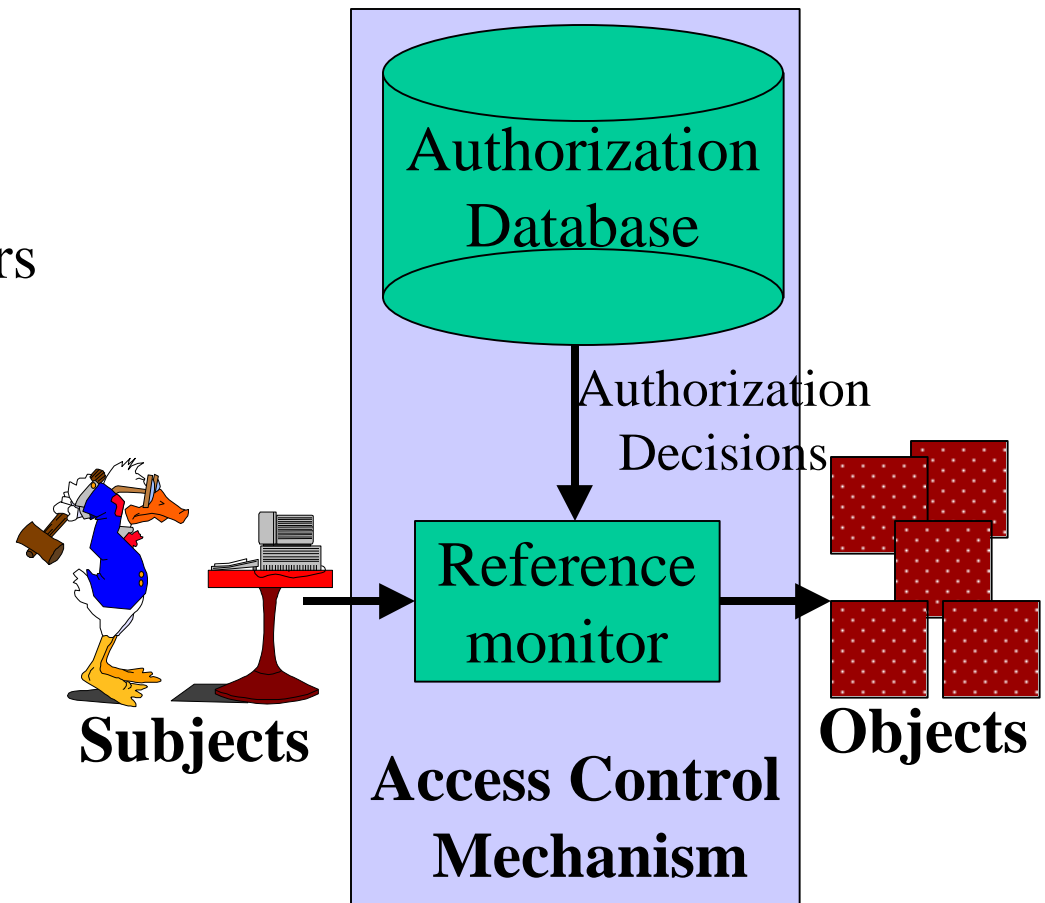 Authorization
Database
rs
Authorization
Decisions
Reference
monitor
Subjects
Objects
Access Control
Mechanism